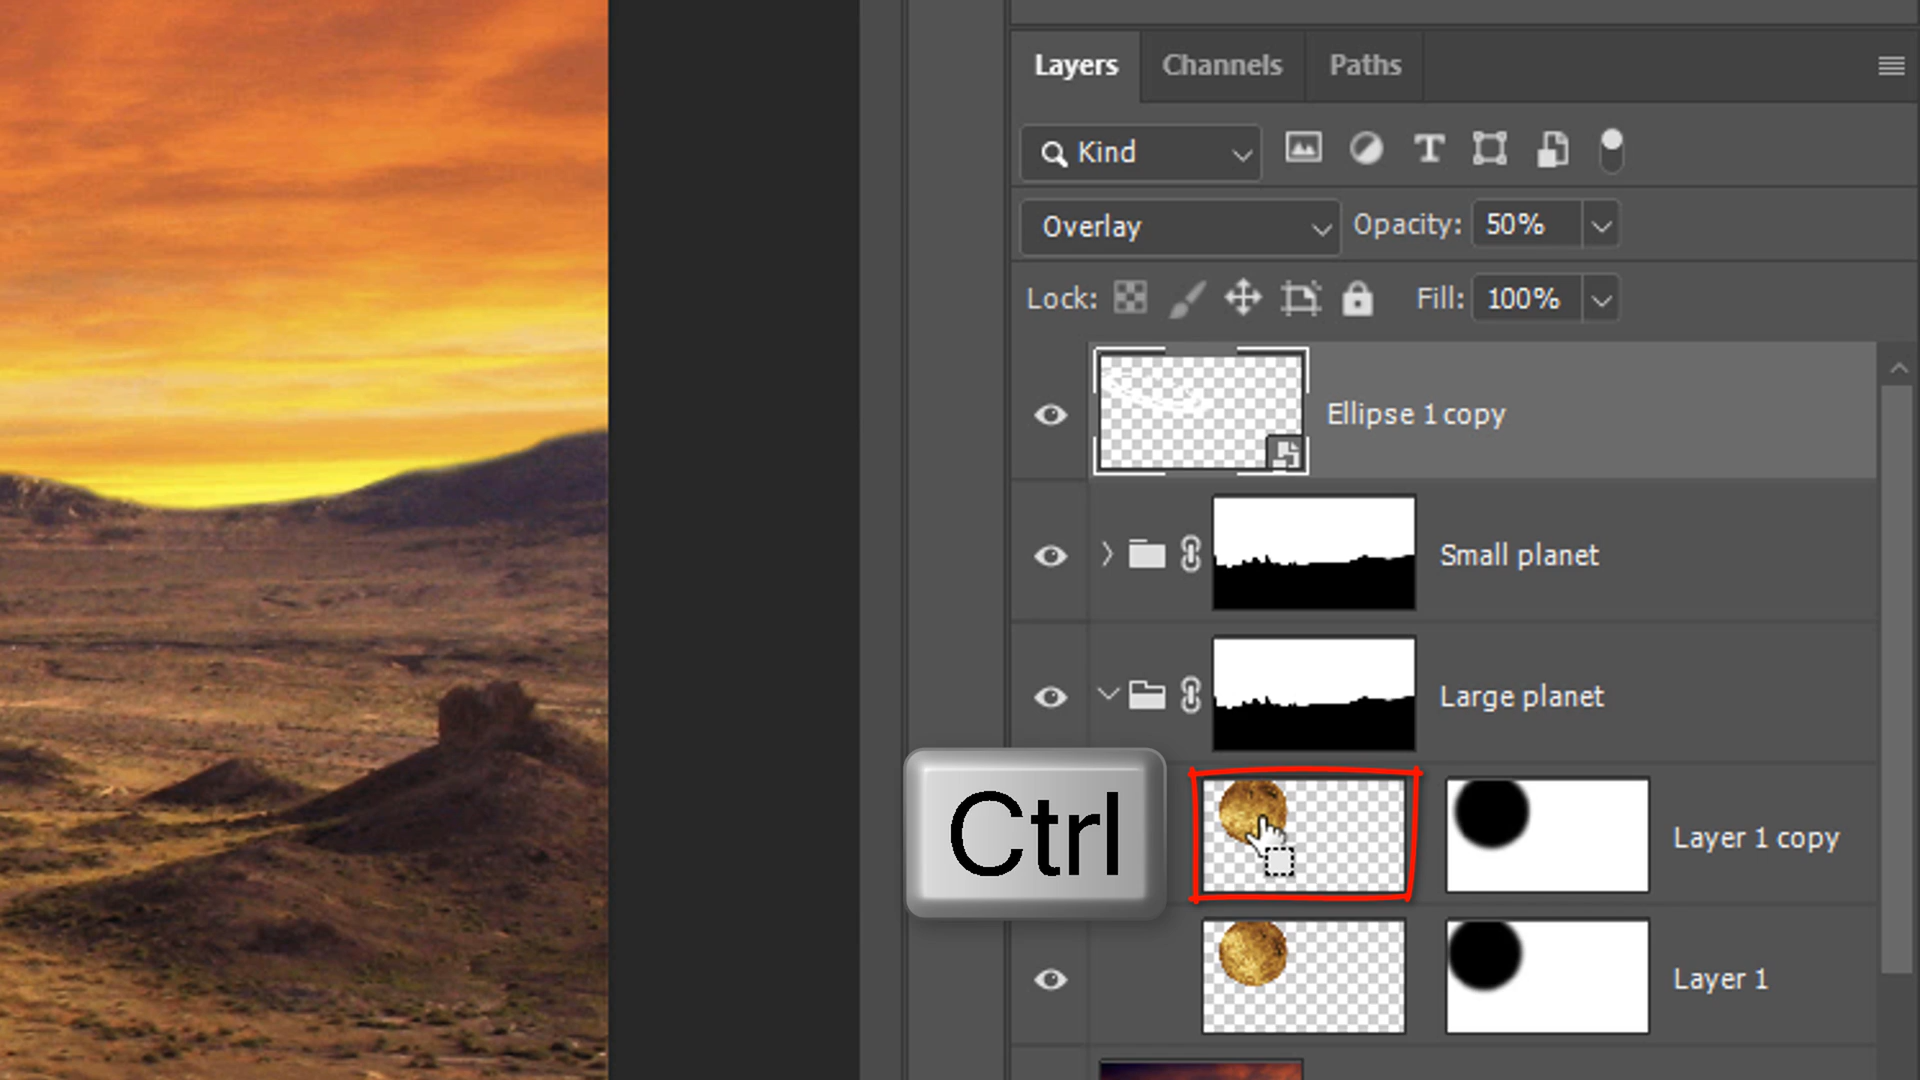 Layers Channels Paths
Kind
Overlay Opacity: 50%
Lock: Fill: 100%
Ellipse 1 copy
Small planet
Large planet
Ctrl
Layer 1 copy
Layer 1